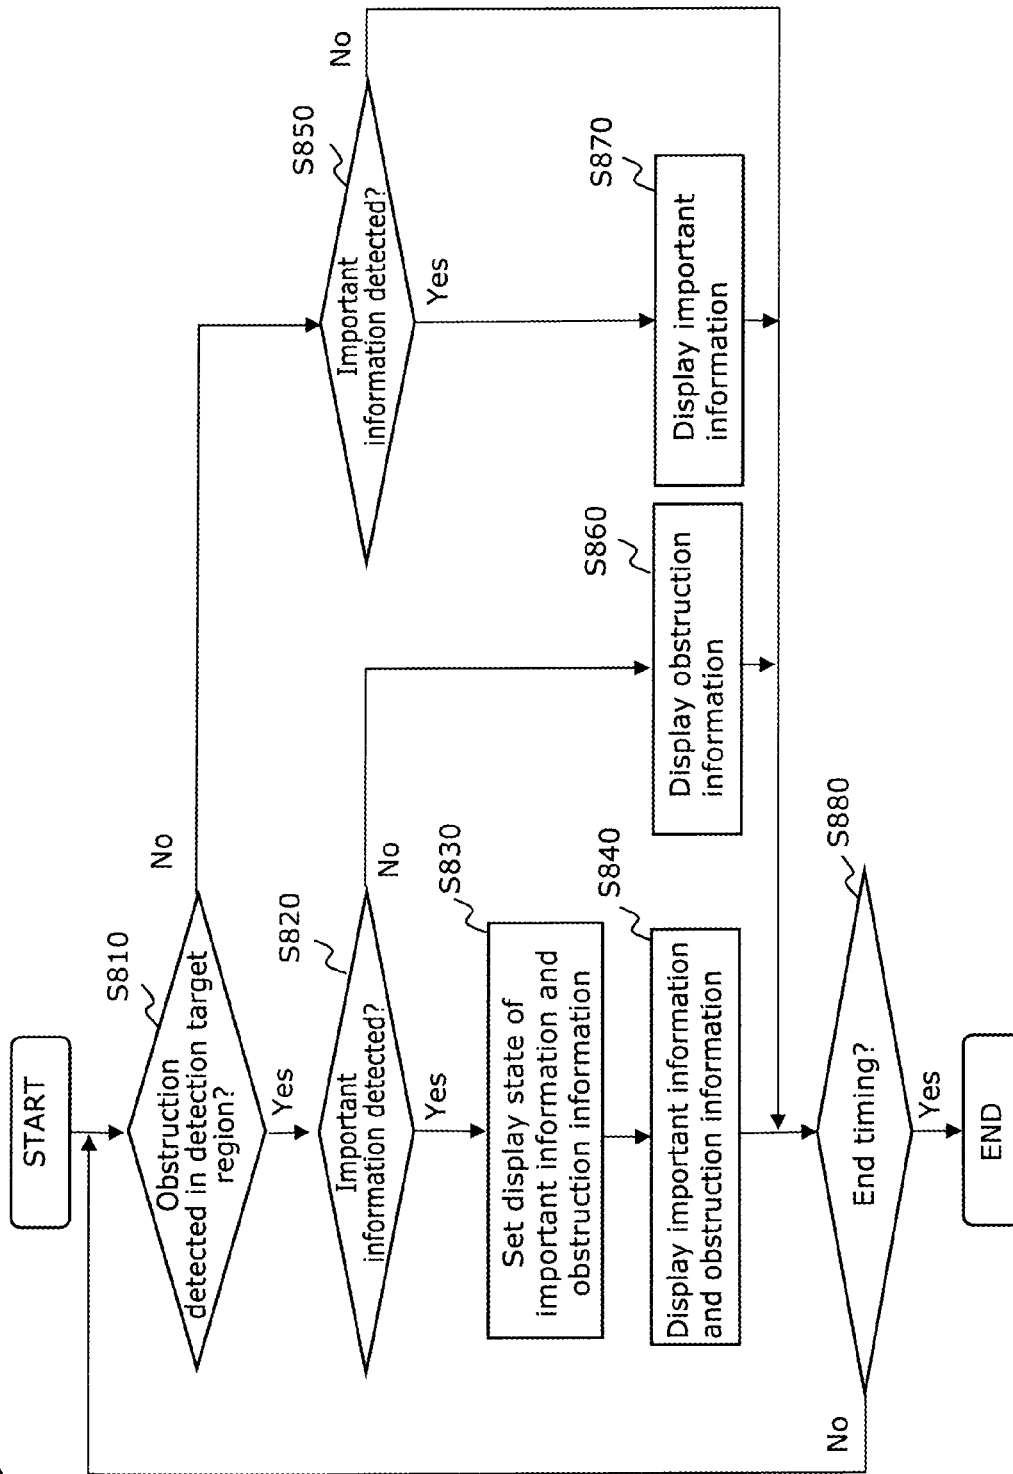 START
S810
Obstruction
detected in detection target
region?
No
Yes
S820
Important
information detected?
No
Yes
S850
Important
information detected?
No
Yes
S830
Set display state of
important information and
obstruction information
S840
Display important information
and obstruction information
S860
Display obstruction
information
S870
Display important
information
S880
End timing?
No
Yes
END